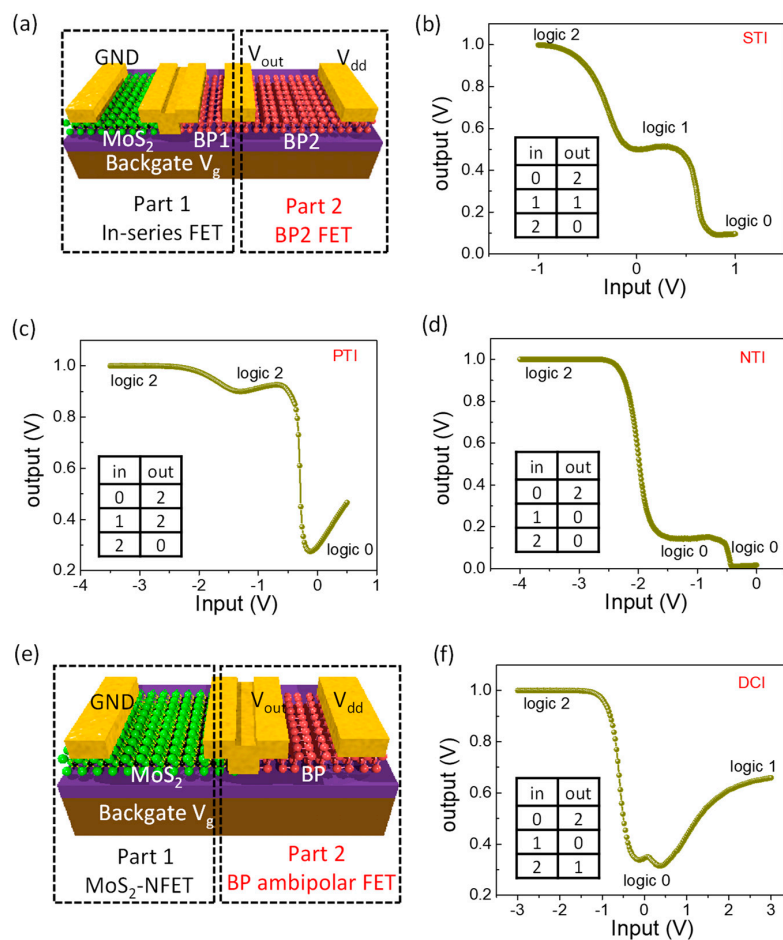 (a)
GND
V_out
V_dd
MoS₂
BP1
BP2
Backgate V_g
Part 1
In-series FET
Part 2
BP2 FET
(b)
STI
logic 2
logic 1
logic 0
in out
0 2
1 1
2 0
output (V)
1.0
0.8
0.6
0.4
0.2
0.0
-1 0 1
Input (V)
(c)
PTI
logic 2
logic 2
logic 0
in out
0 2
1 2
2 0
output (V)
1.0
0.8
0.6
0.4
0.2
-3 -2 -1 0 1
Input (V)
(d)
NTI
logic 2
logic 0
logic 0
in out
0 2
1 0
2 0
output (V)
1.0
0.8
0.6
0.4
0.2
0.0
-4 -3 -2 -1 0
Input (V)
(e)
GND
V_out
V_dd
MoS₂
BP
Backgate V_g
Part 1
MoS₂-NFET
Part 2
BP ambipolar FET
(f)
DCI
logic 2
logic 1
logic 0
in out
0 2
1 0
2 1
output (V)
1.0
0.8
0.6
0.4
0.2
-3 -2 -1 0 1 2 3
Input (V)